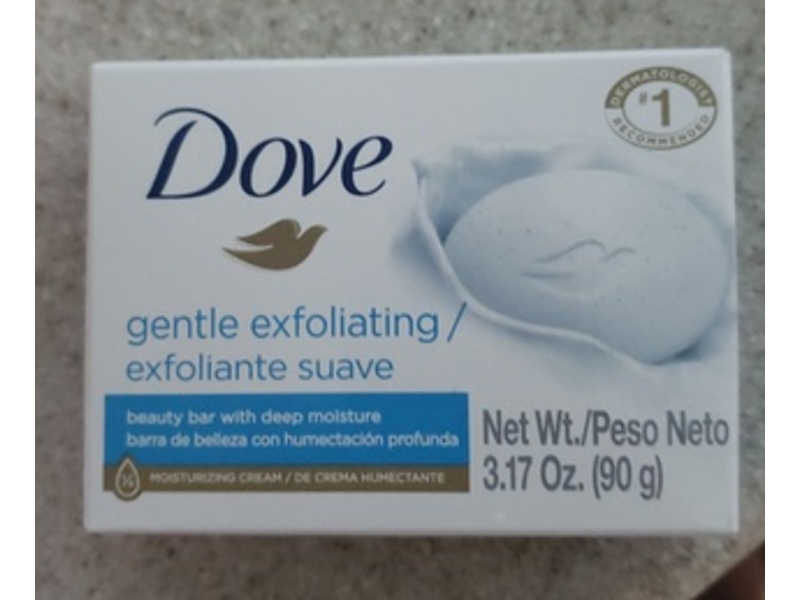 Dove
DERMATOLOGIST
#1
RECOMMENDED
gentle exfoliating /
exfoliante suave
beauty bar with deep moisture
barra de belleza con humectación profunda
¼ MOISTURIZING CREAM / DE CREMA HUMECTANTE
Net Wt./Peso Neto
3.17 Oz. (90 g)